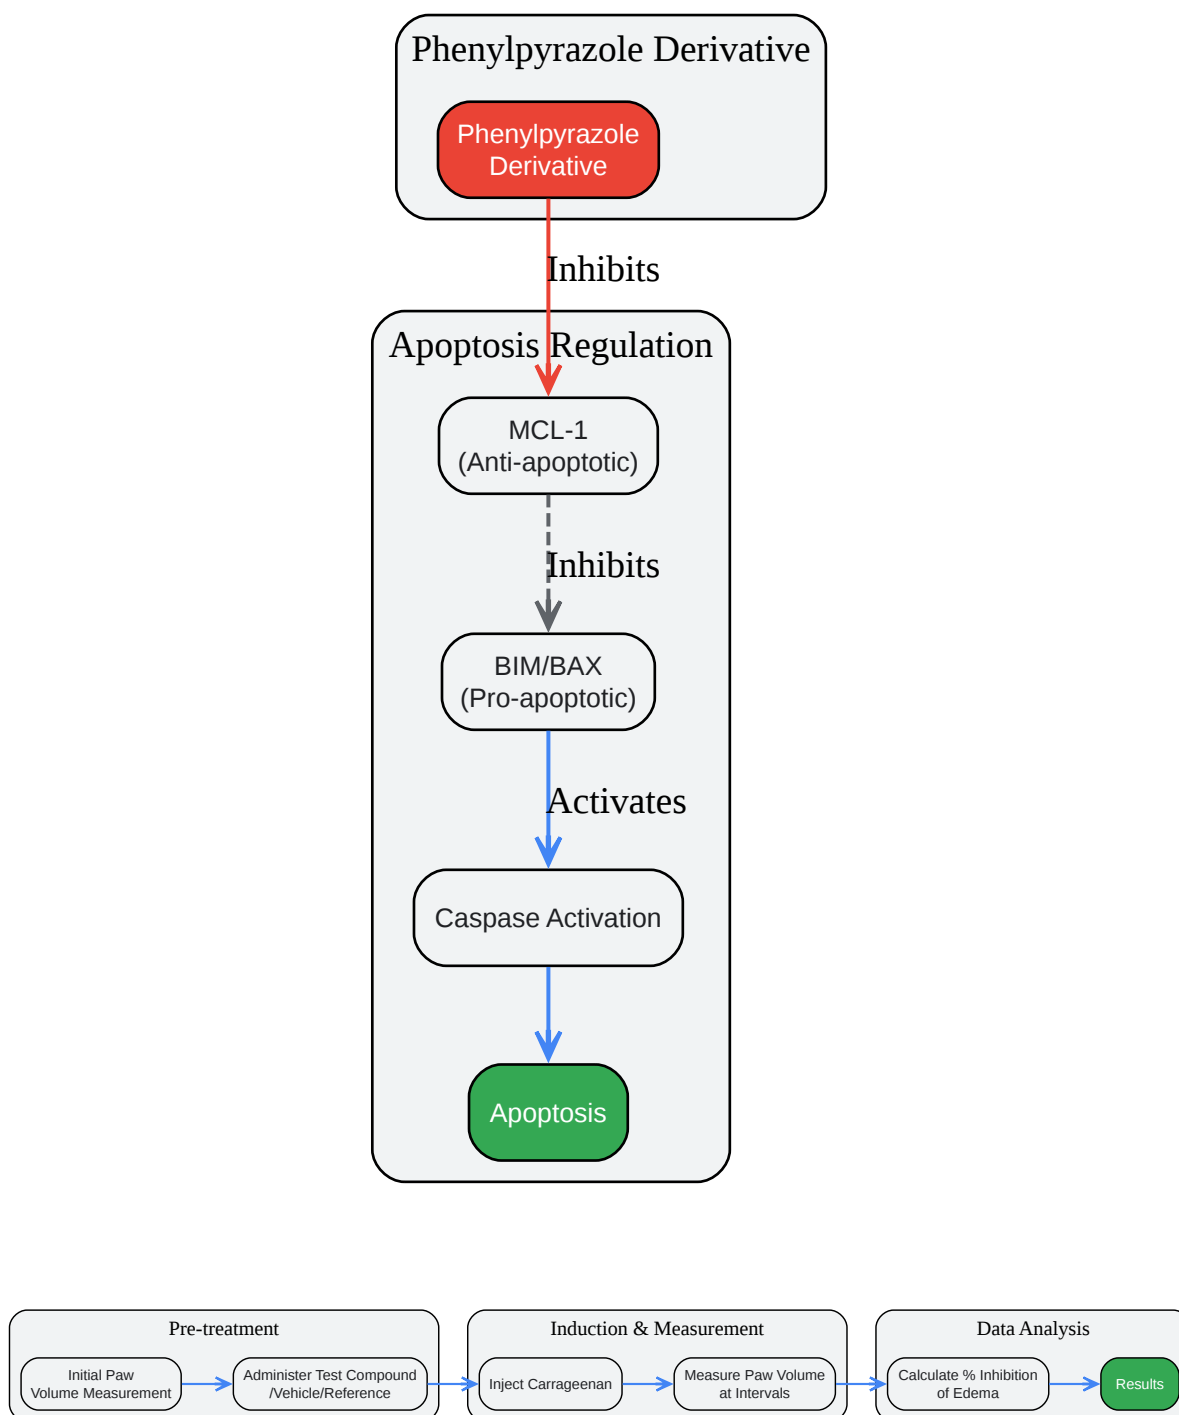 Phenylpyrazole Derivative
Phenylpyrazole
Derivative
Inhibits
Apoptosis Regulation
MCL-1
(Anti-apoptotic)
Inhibits
BIM/BAX
(Pro-apoptotic)
Activates
Caspase Activation
Apoptosis
Pre-treatment
Initial Paw
Volume Measurement
Administer Test Compound
/Vehicle/Reference
Induction & Measurement
Inject Carrageenan
Measure Paw Volume
at Intervals
Data Analysis
Calculate % Inhibition
of Edema
Results